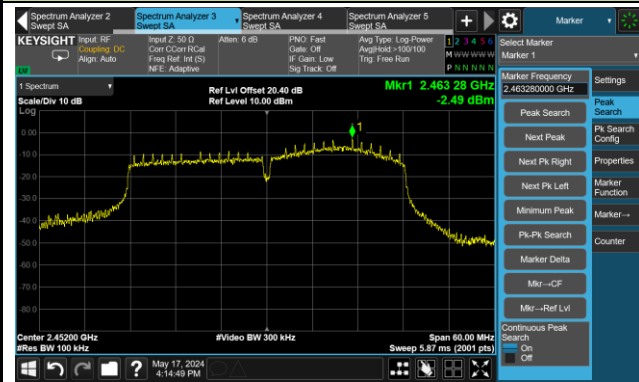 Spectrum Analyzer 2
Swept SA
Spectrum Analyzer 3
Swept SA
Spectrum Analyzer 4
Swept SA
Spectrum Analyzer 5
Swept SA
Marker
KEYSIGHT
Input: RF
Coupling: DC
Align: Auto
Input Z: 50 Ω
Corr CCorr RCal
Freq Ref: Int (S)
NFE: Adaptive
Atten: 6 dB
PNO: Fast
Gate: Off
IF Gain: Low
Sig Track: Off
Avg Type: Log-Power
Avg|Hold:>100/100
Trig: Free Run
1 2 3 4 5 6
M W W W W W
P N N N N N
LW
Select Marker
Marker 1
1 Spectrum
Scale/Div 10 dB
Log
Ref Lvl Offset 20.40 dB
Ref Level 10.00 dBm
Mkr1 2.463 28 GHz
-2.49 dBm
1
0.00
-10.0
-20.0
-30.0
-40.0
-50.0
-60.0
-70.0
-80.0
Center 2.45200 GHz
#Res BW 100 kHz
#Video BW 300 kHz
Span 60.00 MHz
Sweep 5.87 ms (2001 pts)
Marker Frequency
2.463280000 GHz
Peak Search
Next Peak
Next Pk Right
Next Pk Left
Minimum Peak
Pk-Pk Search
Marker Delta
Mkr→CF
Mkr→Ref Lvl
Continuous Peak
Search
On
Off
Settings
Peak
Search
Pk Search
Config
Properties
Marker
Function
Marker→
Counter
?
May 17, 2024
4:14:49 PM